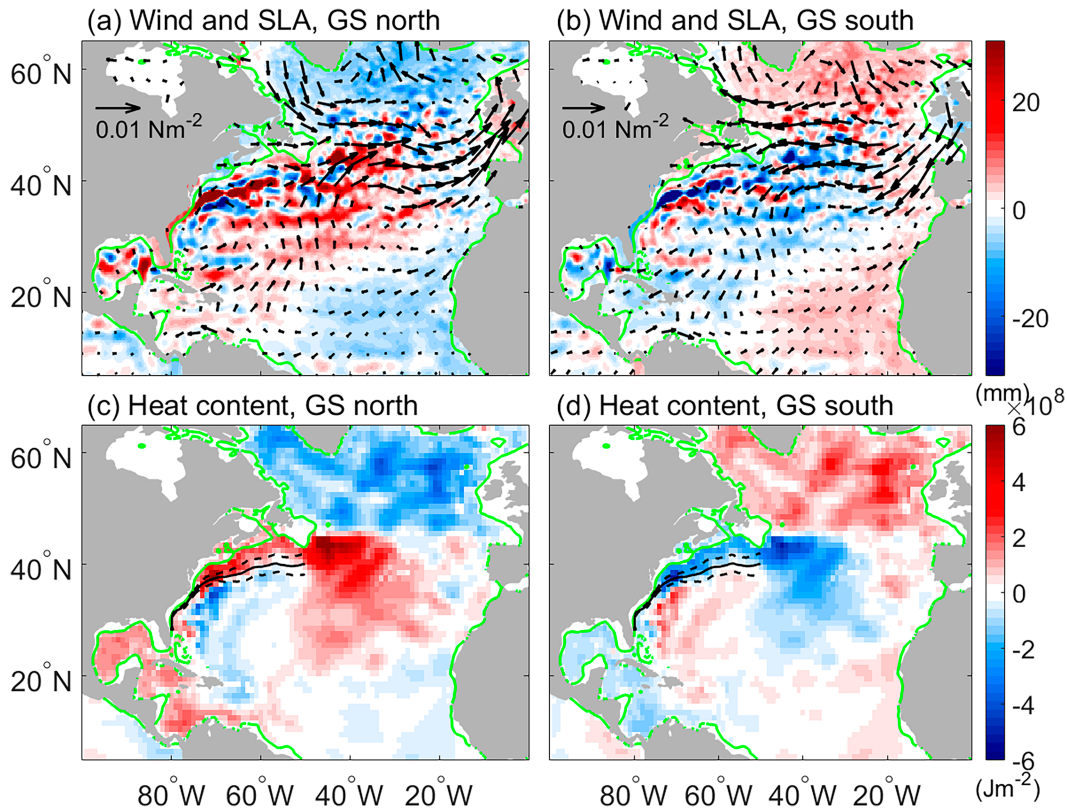 (a) Wind and SLA, GS north
(b) Wind and SLA, GS south
60° N
40° N
20° N
0.01 Nm⁻²
0.01 Nm⁻²
20
0
-20
(mm)
(c) Heat content, GS north
(d) Heat content, GS south
×10⁸
60° N
40° N
20° N
6
4
2
0
-2
-4
-6
(Jm⁻²)
80° W 60° W 40° W 20° W
80° W 60° W 40° W 20° W